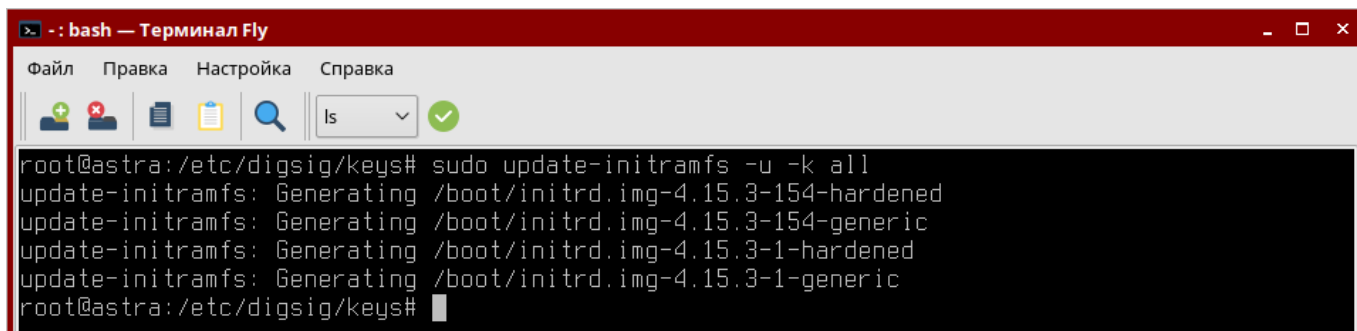 - : bash — Терминал Fly
Файл Правка Настройка Справка
ls
root@astra:/etc/digsig/keys# sudo update-initramfs -u -k all
update-initramfs: Generating /boot/initrd.img-4.15.3-154-hardened
update-initramfs: Generating /boot/initrd.img-4.15.3-154-generic
update-initramfs: Generating /boot/initrd.img-4.15.3-1-hardened
update-initramfs: Generating /boot/initrd.img-4.15.3-1-generic
root@astra:/etc/digsig/keys#